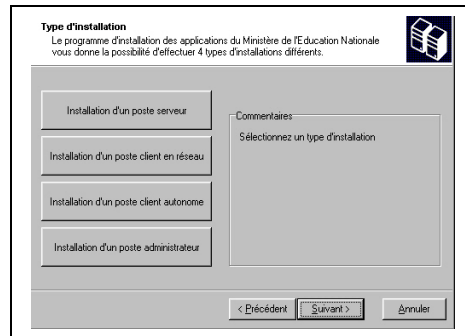 Type d'installation
Le programme d'installation des applications du Ministère de l'Education Nationale
vous donne la possibilité d'effectuer 4 types d'installations différents.
Installation d'un poste serveur
Installation d'un poste client en réseau
Installation d'un poste client autonome
Installation d'un poste administrateur
Commentaires
Sélectionnez un type d'installation
< Précédent
Suivant >
Annuler